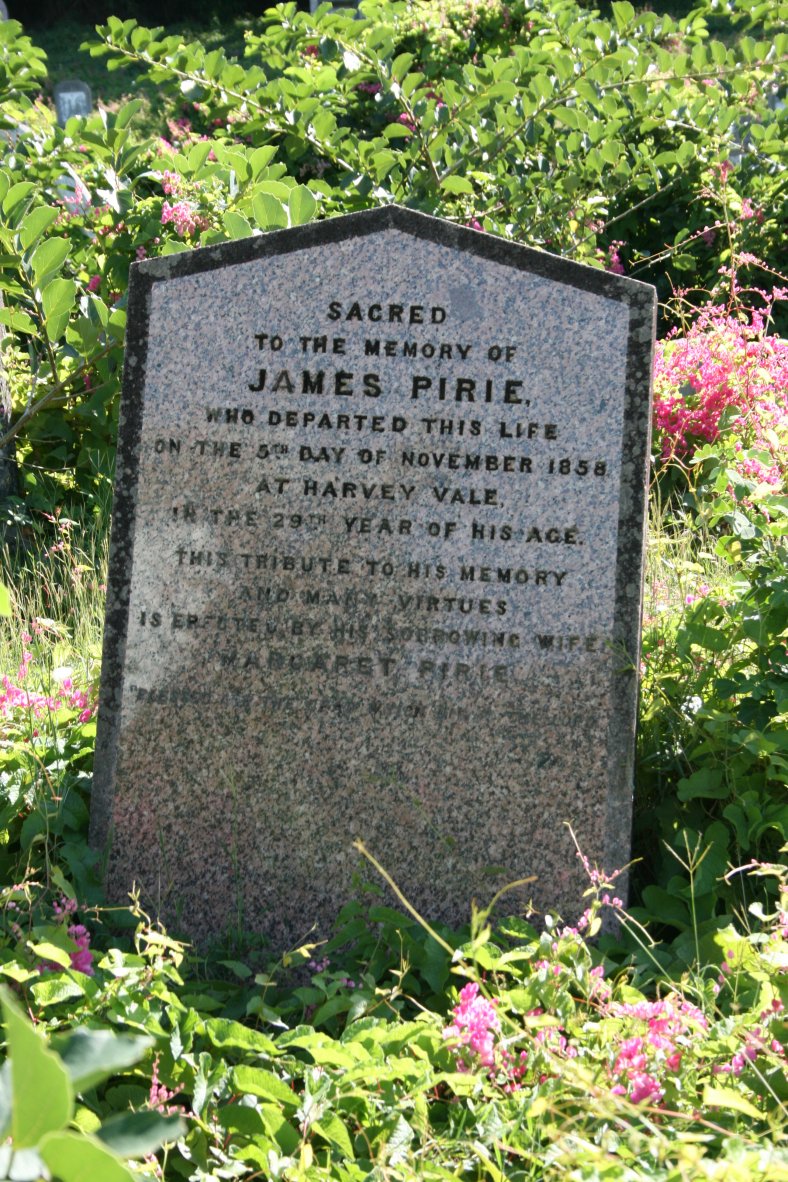 SACRED
TO THE MEMORY OF
JAMES PIRIE,
WHO DEPARTED THIS LIFE
ON THE 5TH DAY OF NOVEMBER 1858
AT HARVEY VALE,
IN THE 29TH YEAR OF HIS AGE.
THIS TRIBUTE TO HIS MEMORY
AND MANY VIRTUES
IS ERECTED BY HIS SORROWING WIFE,
MARGARET PIRIE